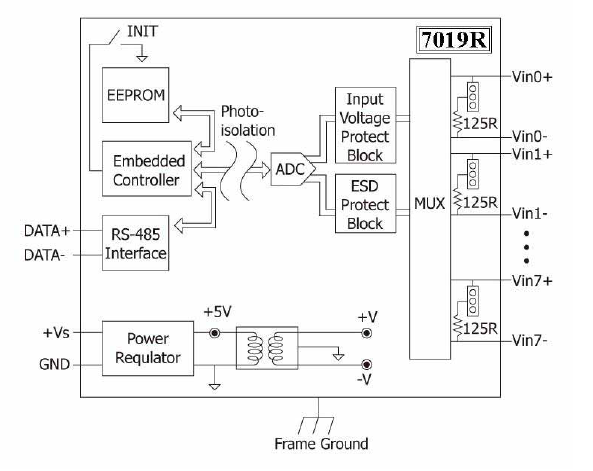 INIT
7019R
EEPROM
Photo-
isolation
Input
Voltage
Protect
Block
Vin0+
125R
Vin0-
Embedded
Controller
ADC
ESD
Protect
Block
MUX
Vin1+
125R
Vin1-
DATA+
DATA-
RS-485
Interface
Vin7+
125R
Vin7-
+5V
+V
+Vs
GND
Power
Requlator
-V
Frame Ground